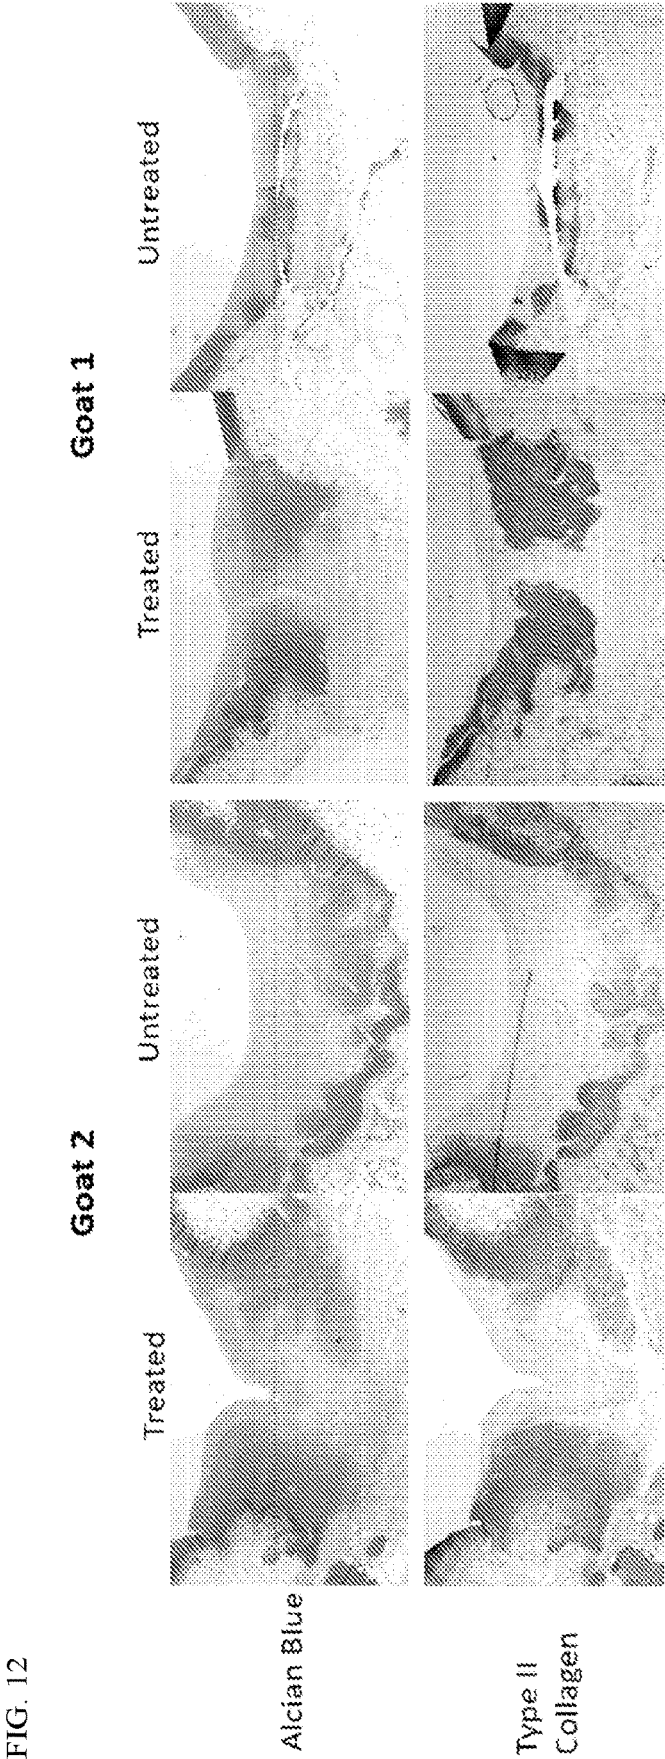 FIG. 12
Goat 2
Goat 1
Treated
Untreated
Treated
Untreated
Alcian Blue
Type II
Collagen